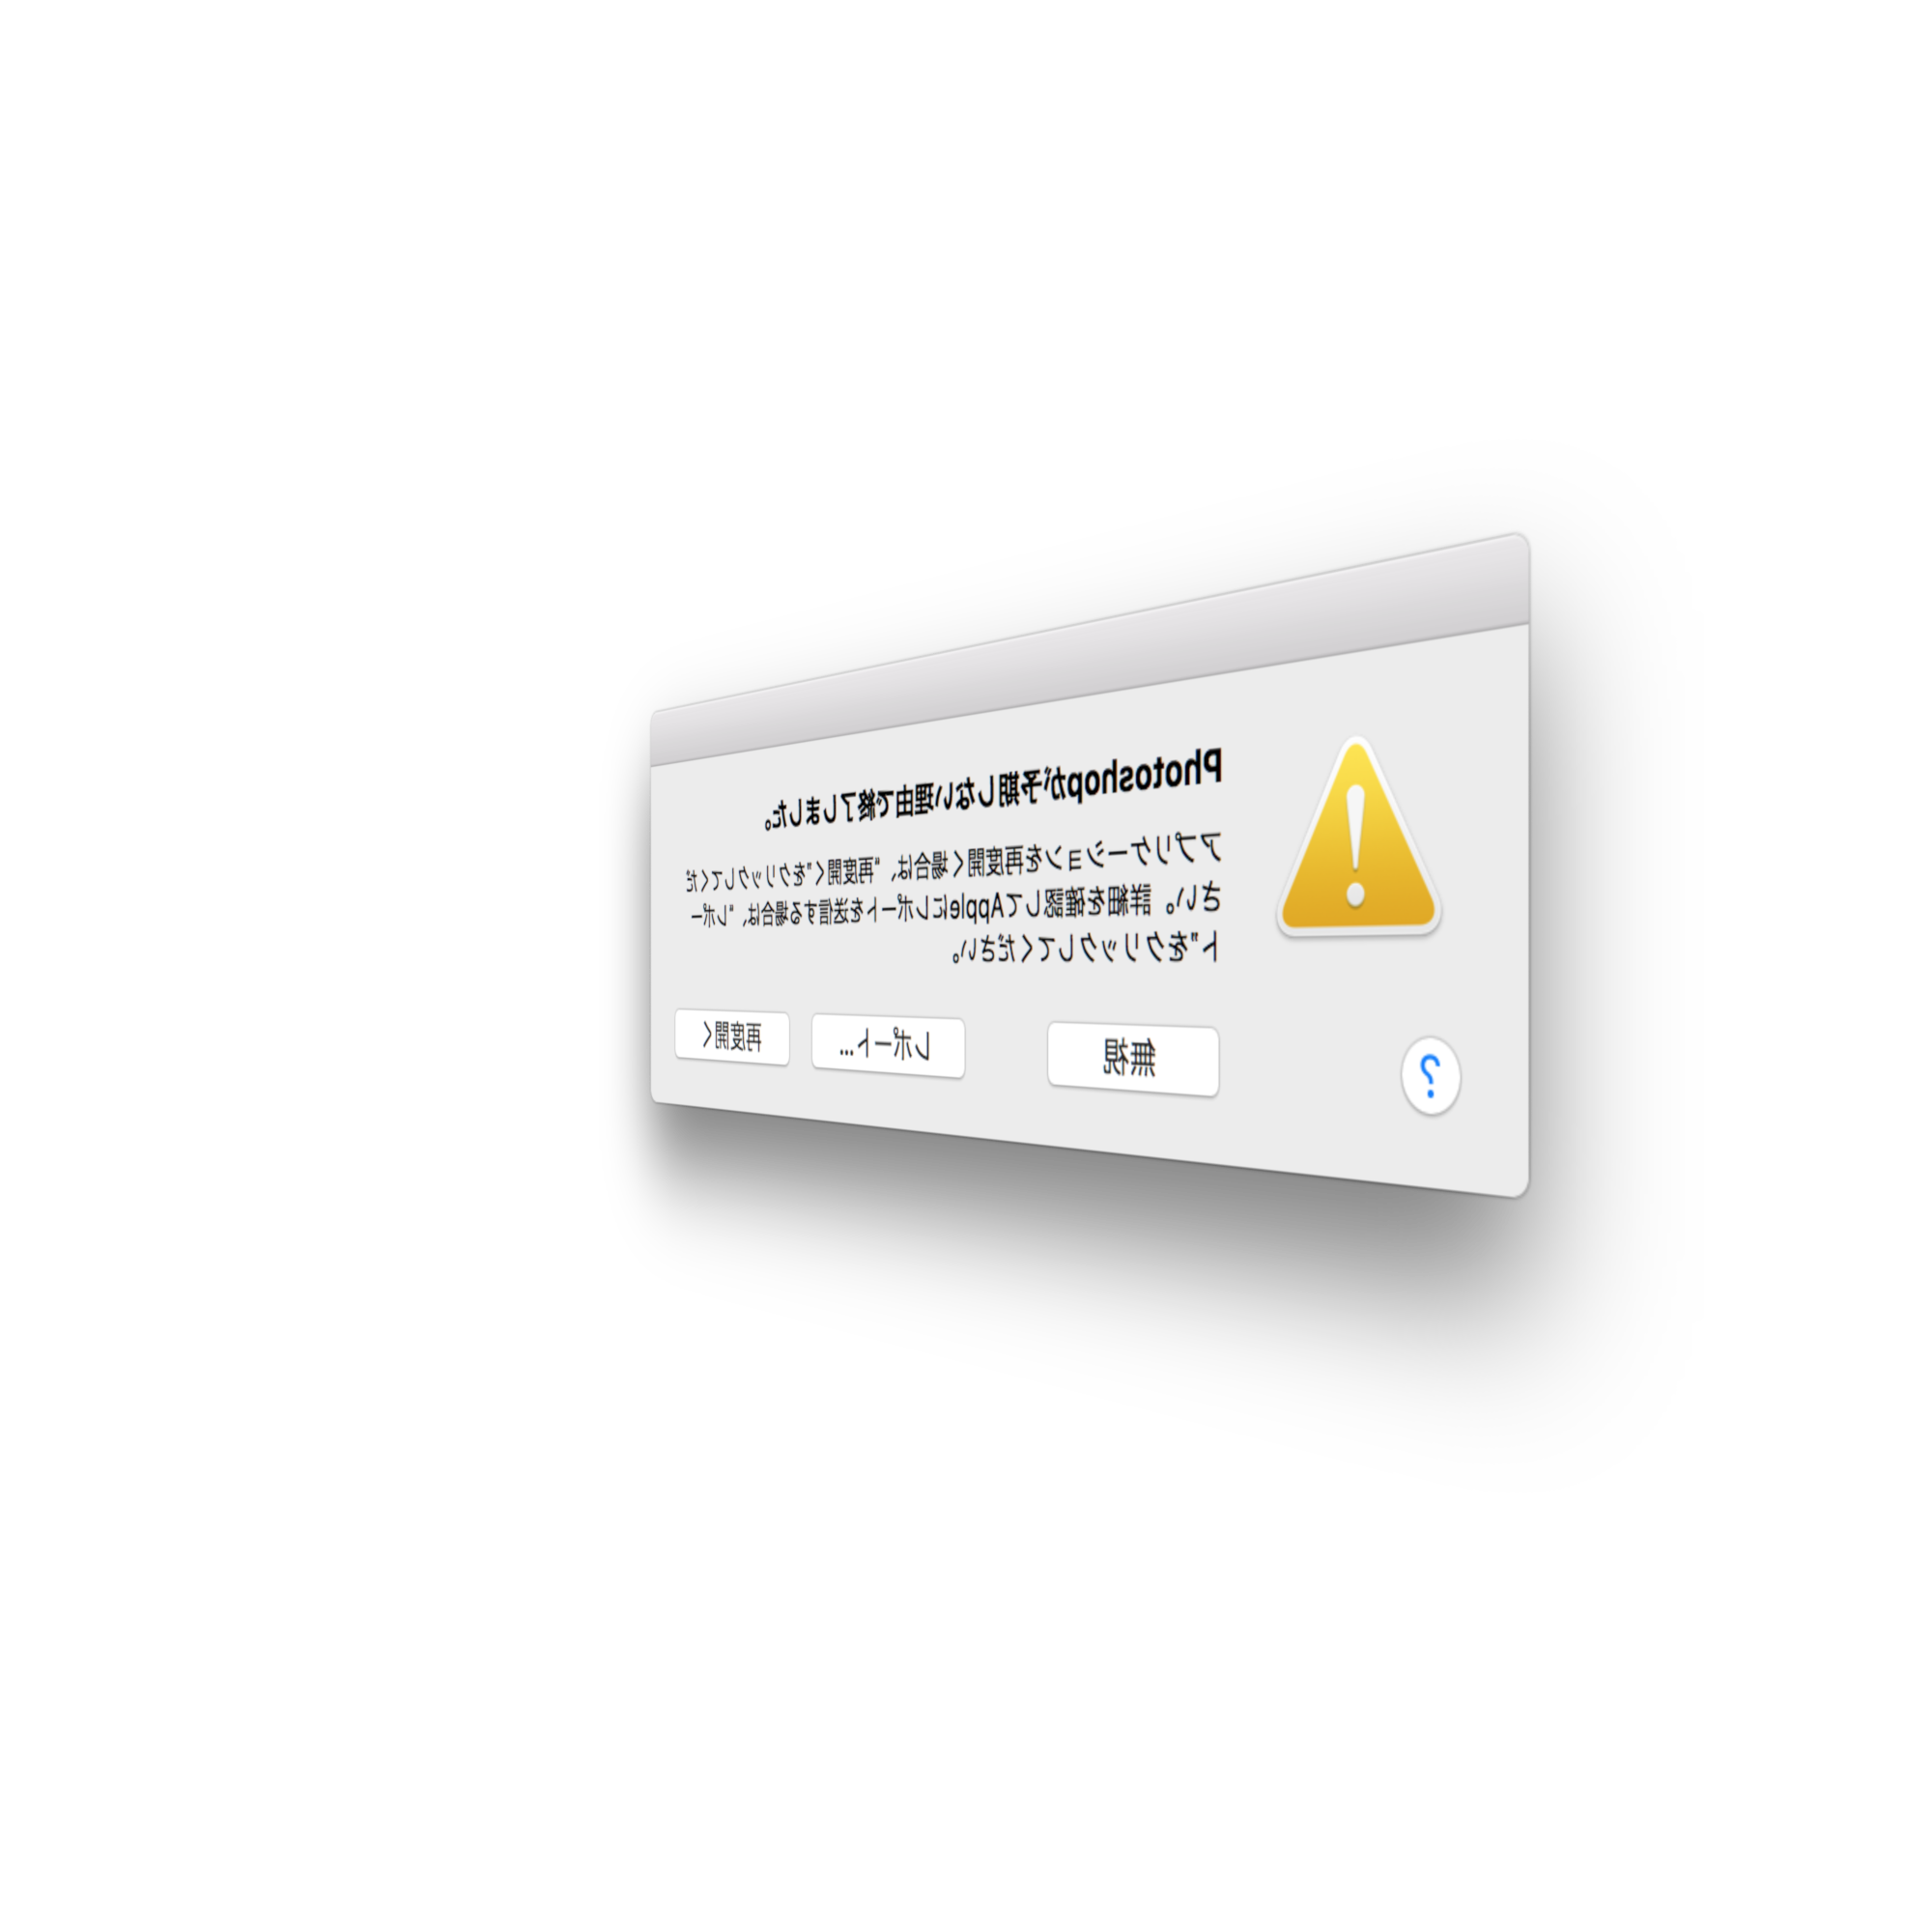 Photoshopが予期しない理由で終了しました。
アプリケーションを再度開く場合は、"再度開く"をクリックしてくだ
さい。詳細を確認してAppleにレポートを送信する場合は、"レポー
ト"をクリックしてください。
? 無視 レポート... 再度開く